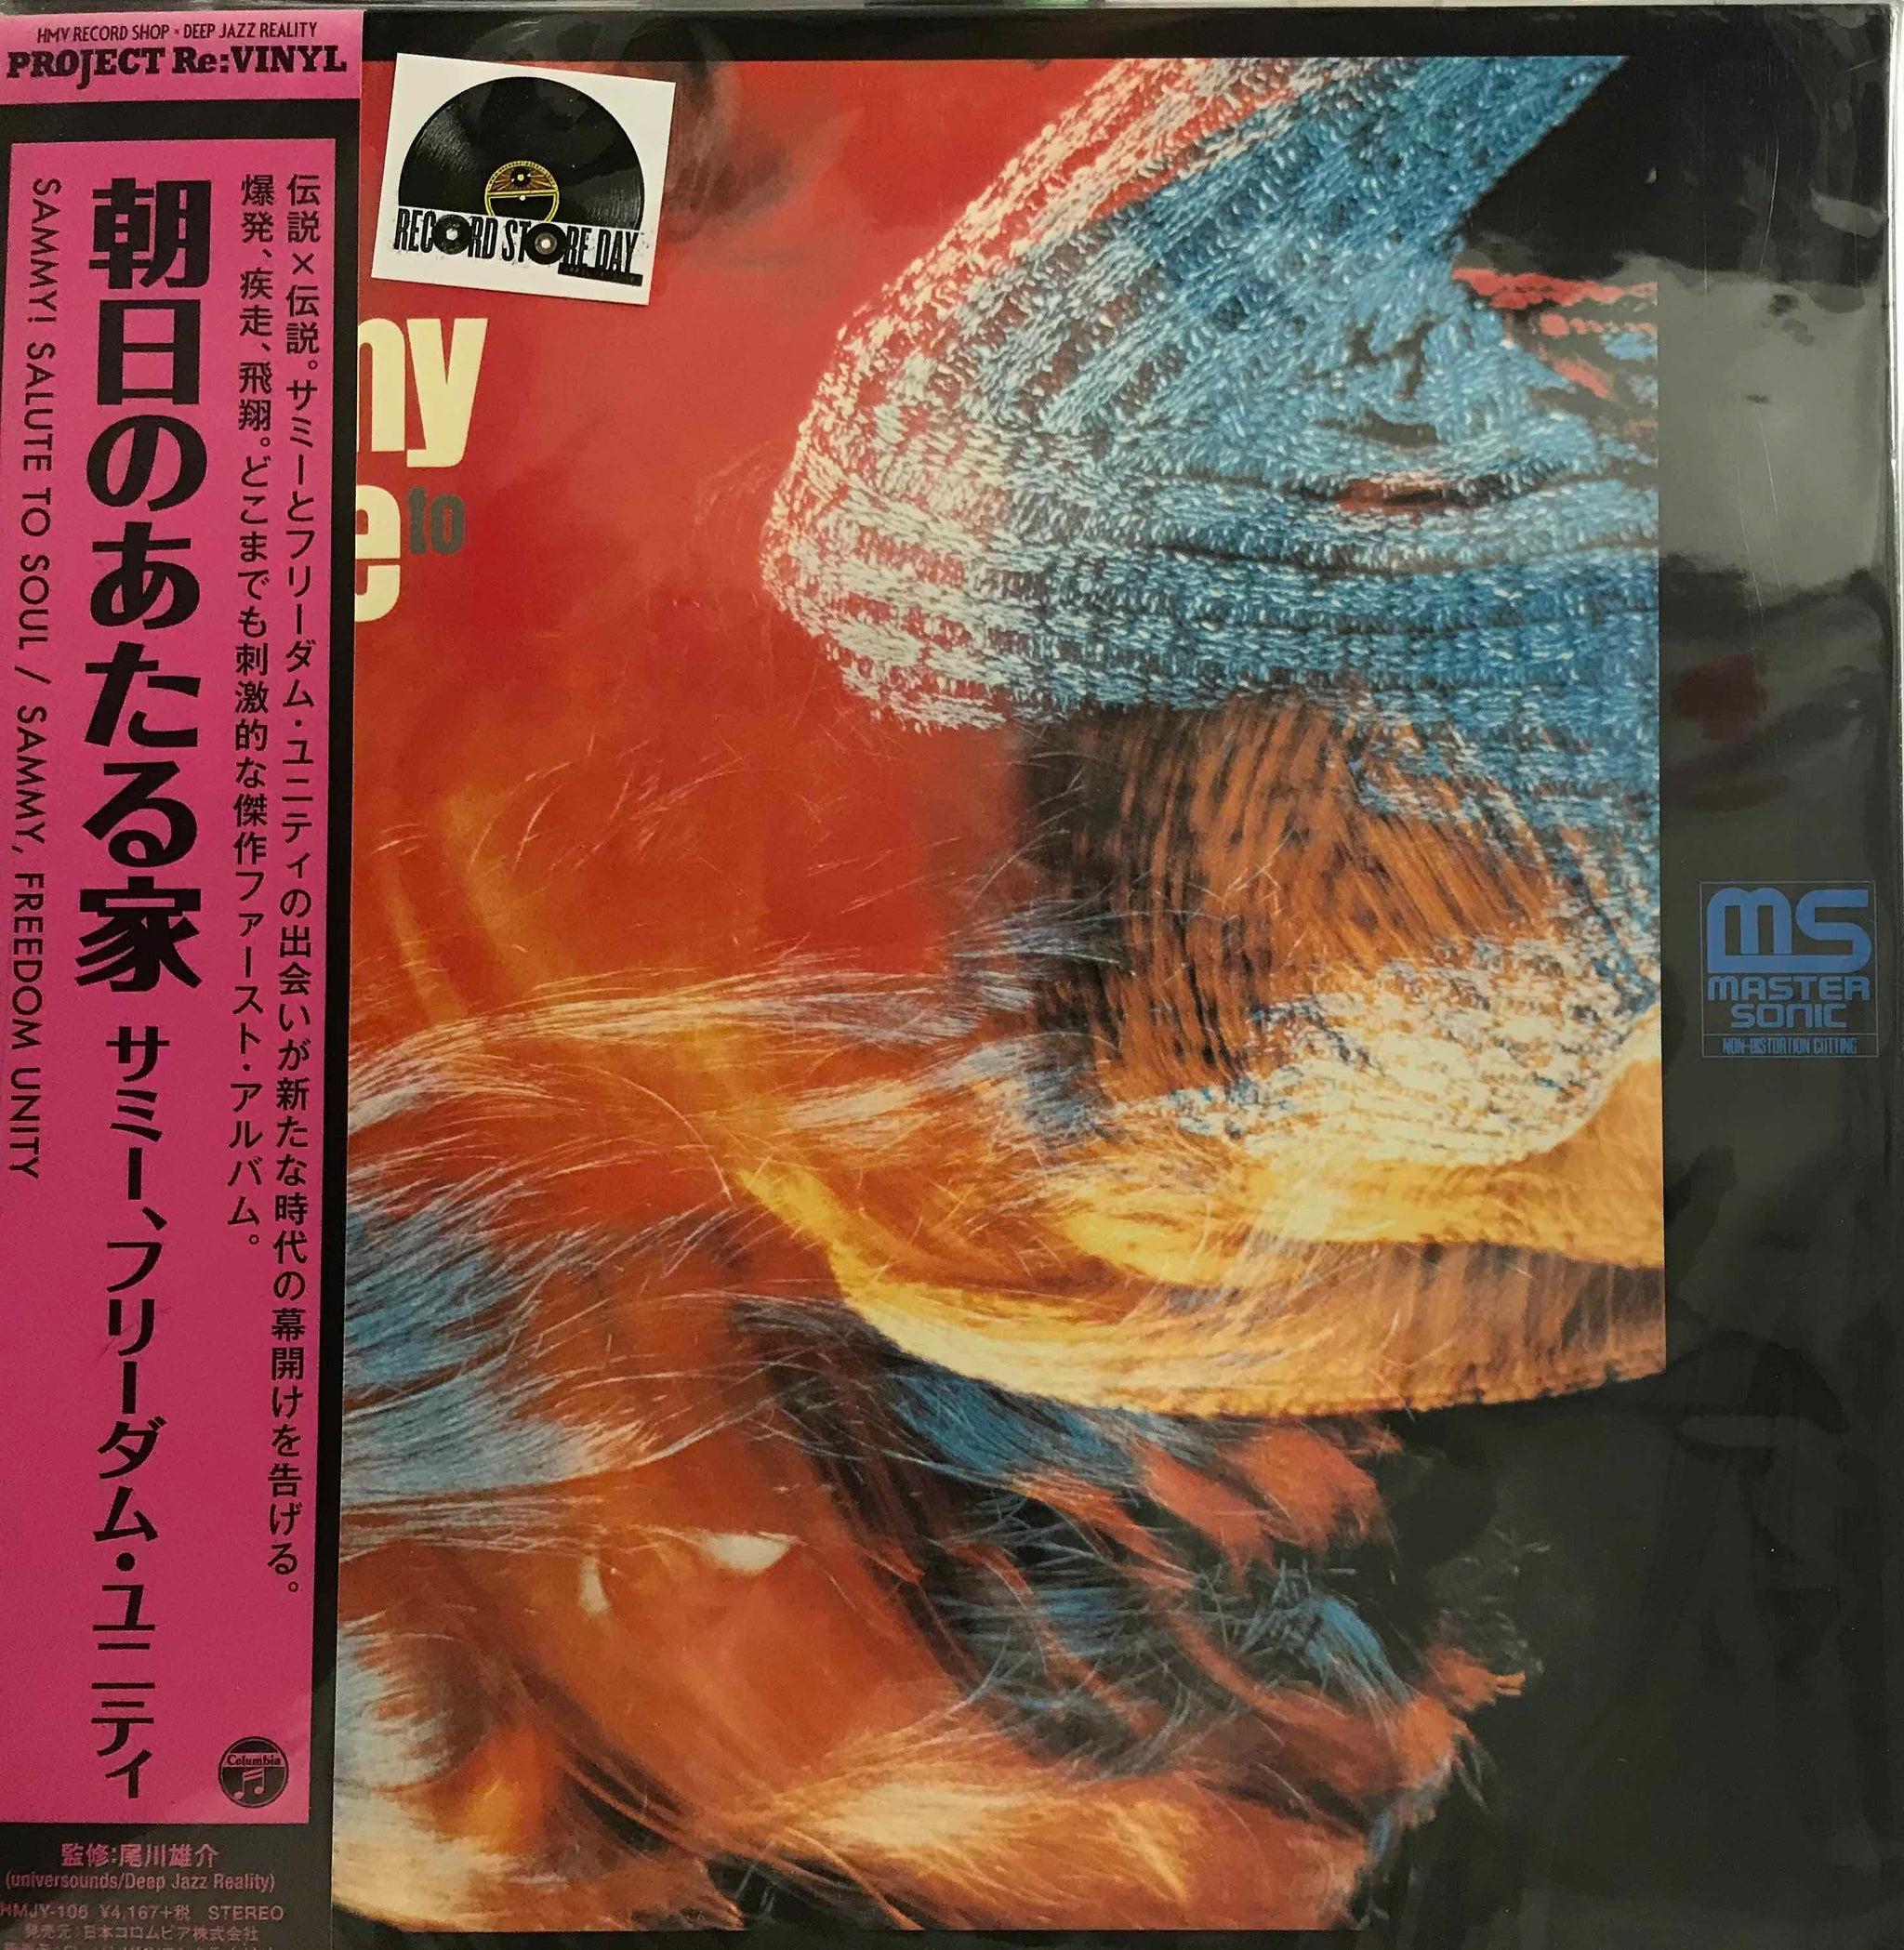 HMV RECORD SHOP × DEEP JAZZ REALITY
PROJECT Re:VINYL
伝説×伝説。サミーとフリーダム・ユニティの出会いが新たな時代の幕開けを告げる。
爆発、疾走、飛翔。どこまでも刺激的な傑作ファースト・アルバム。
朝日のあたる家 サミー、フリーダム・ユニティ
SAMMY! SALUTE TO SOUL / SAMMY, FREEDOM UNITY
Columbia
監修:尾川雄介
(universounds/Deep Jazz Reality)
HMJY-106 ¥4,167+税 STEREO
発売元:日本コロムビア株式会社
RECORD STORE DAY
ny
e to
MS
MASTER
SONIC
NON-DISTORTION CUTTING